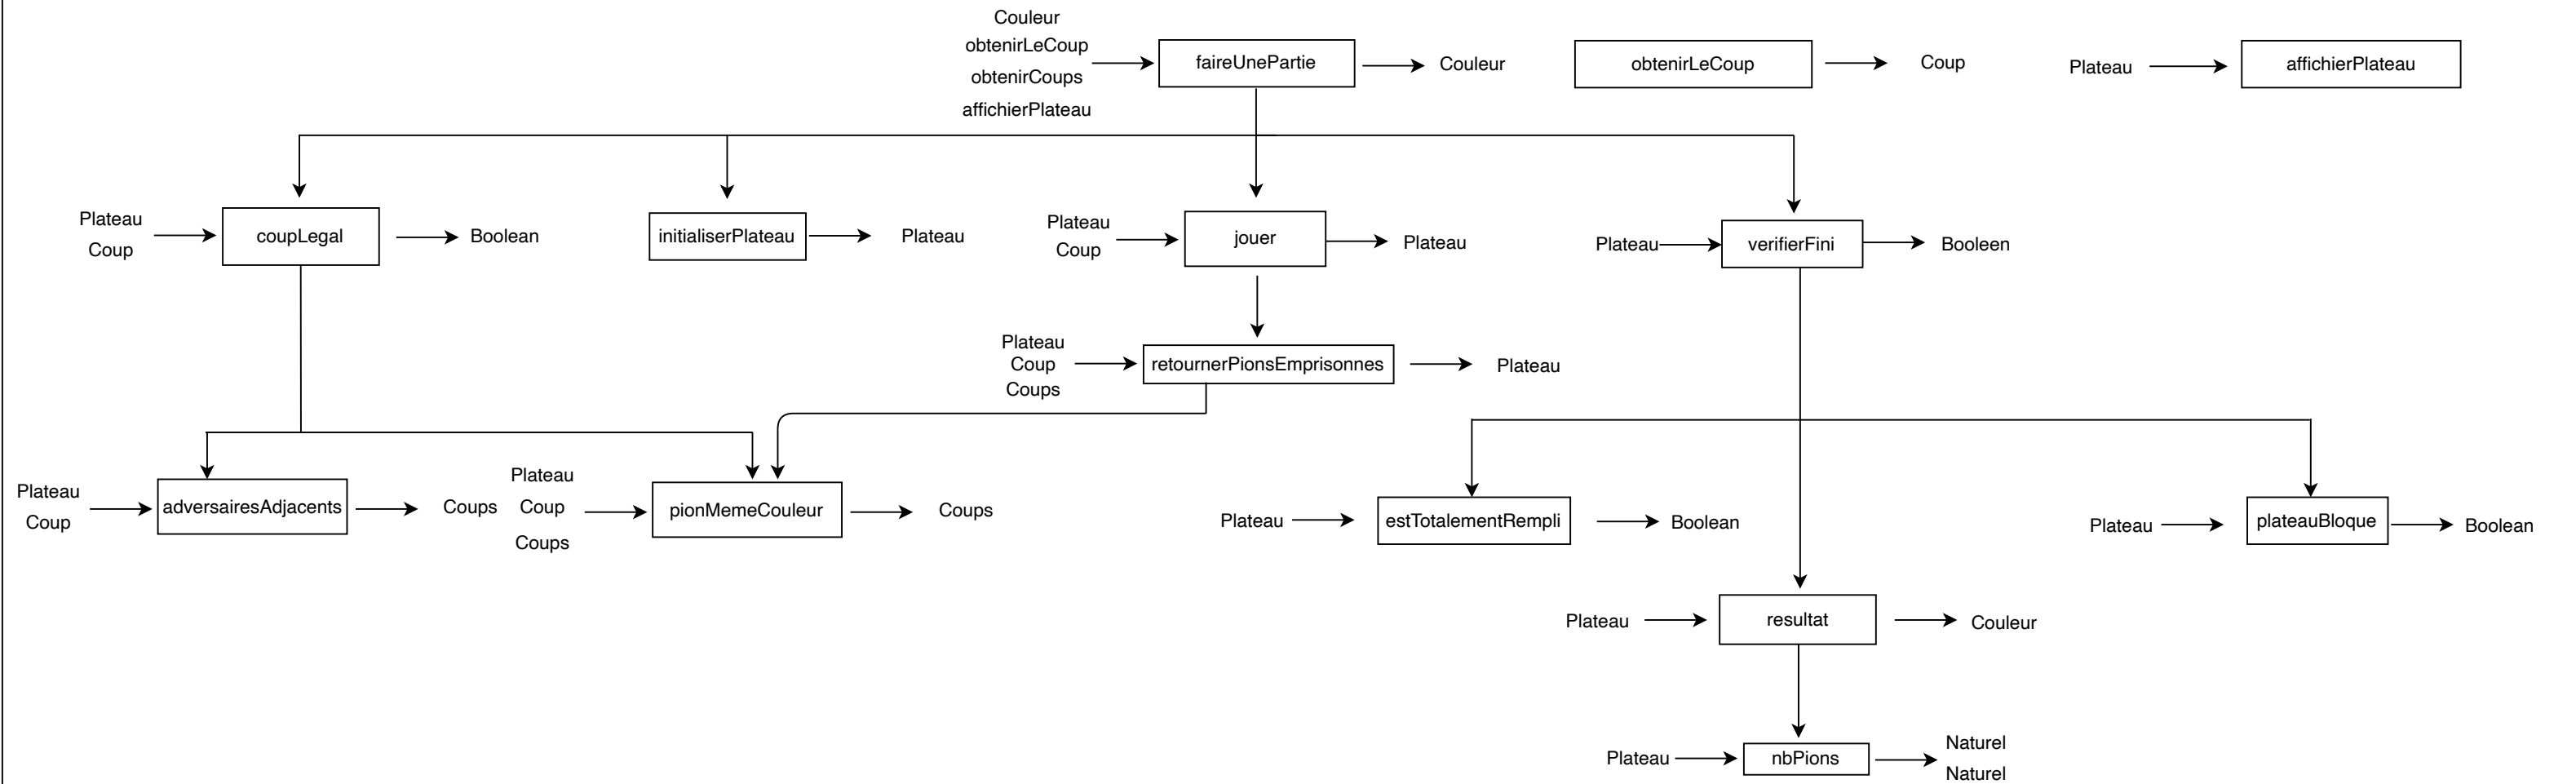 Couleur
obtenirLeCoup
obtenirCoups
affichierPlateau
faireUnePartie
Couleur
obtenirLeCoup
Coup
Plateau
affichierPlateau
Plateau
Coup
coupLegal
Boolean
initialiserPlateau
Plateau
Plateau
Coup
jouer
Plateau
Plateau
verifierFini
Booleen
Plateau
Coup
Coups
retournerPionsEmprisonnes
Plateau
Plateau
Coup
adversairesAdjacents
Coups
Plateau
Coup
Coups
pionMemeCouleur
Coups
Plateau
estTotalementRempli
Boolean
Plateau
plateauBloque
Boolean
Plateau
resultat
Couleur
Plateau
nbPions
Naturel
Naturel